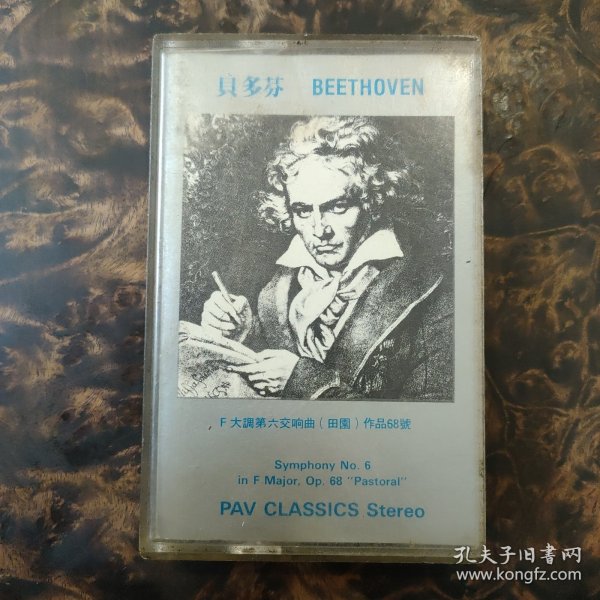 貝多芬 BEETHOVEN
F大調第六交响曲(田園)作品68號
Symphony No. 6
in F Major, Op. 68 "Pastoral"
PAV CLASSICS Stereo
孔夫子旧書网
www.kongfz.com